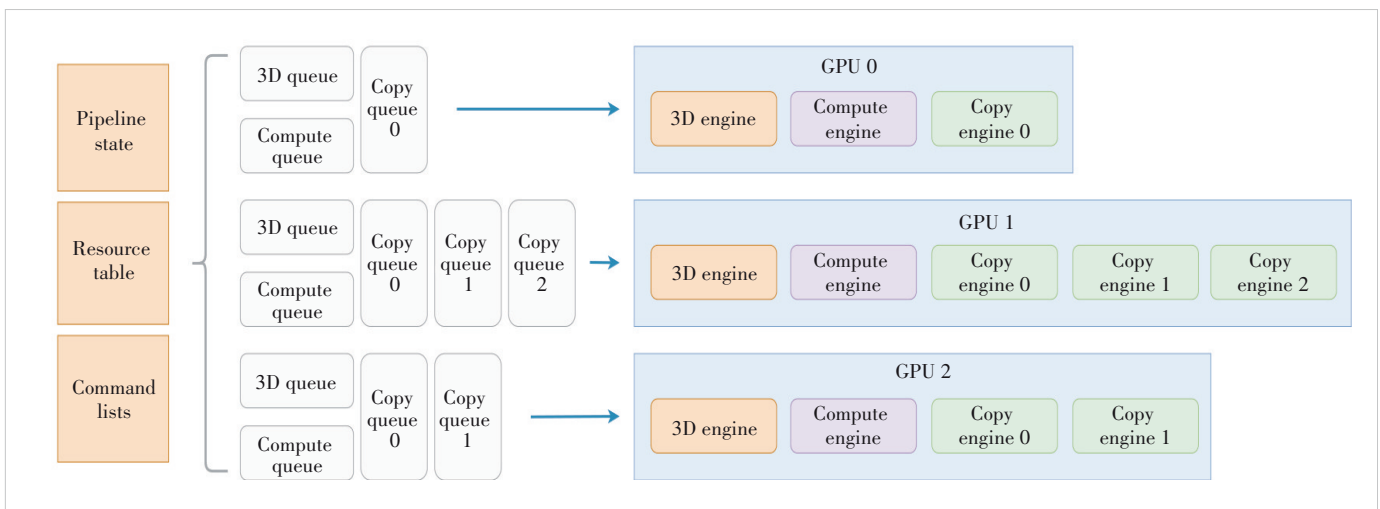 Pipeline
state
Resource
table
Command
lists
3D queue
Compute
queue
Copy
queue
0
GPU 0
3D engine
Compute
engine
Copy
engine 0
3D queue
Compute
queue
Copy
queue
0
Copy
queue
1
Copy
queue
2
GPU 1
3D engine
Compute
engine
Copy
engine 0
Copy
engine 1
Copy
engine 2
3D queue
Compute
queue
Copy
queue
0
Copy
queue
1
GPU 2
3D engine
Compute
engine
Copy
engine 0
Copy
engine 1